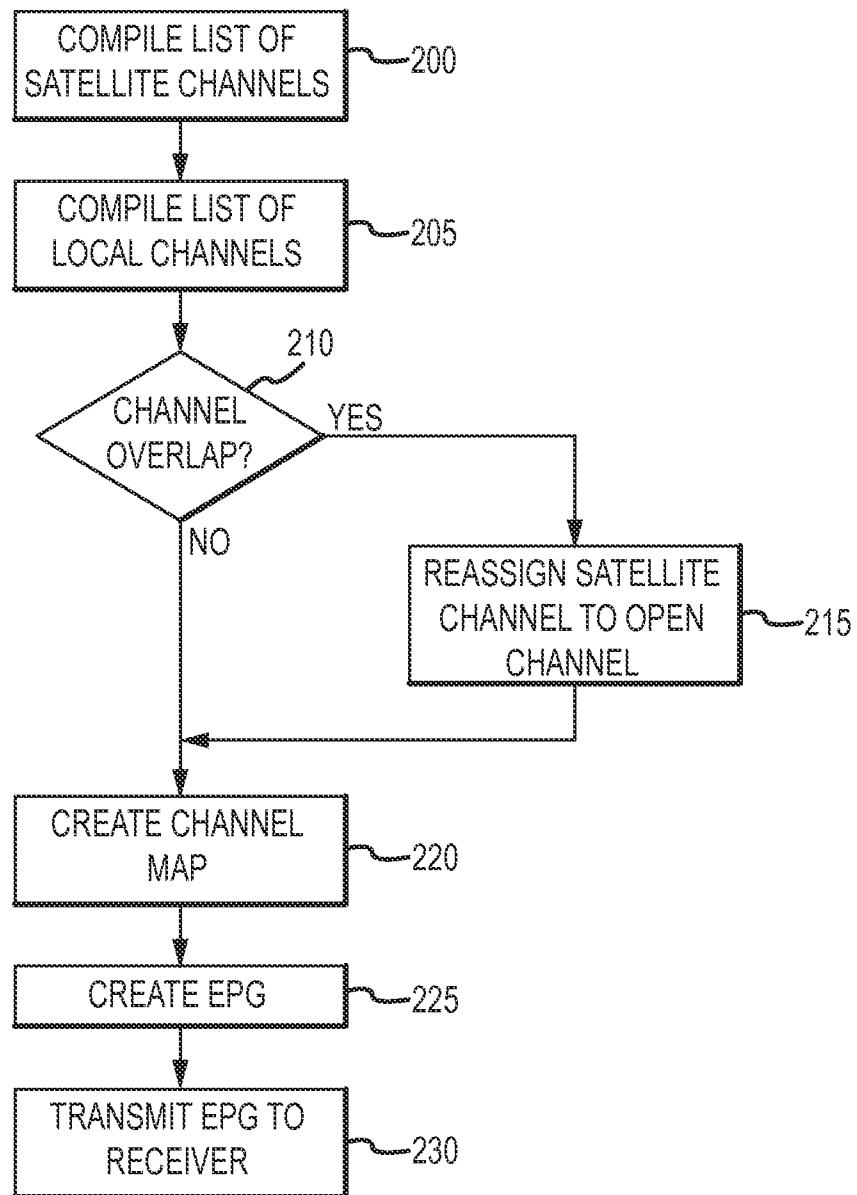 COMPILE LIST OF
SATELLITE CHANNELS
200
COMPILE LIST OF
LOCAL CHANNELS
205
210
CHANNEL
OVERLAP?
YES
NO
REASSIGN SATELLITE
CHANNEL TO OPEN
CHANNEL
215
CREATE CHANNEL
MAP
220
CREATE EPG
225
TRANSMIT EPG TO
RECEIVER
230